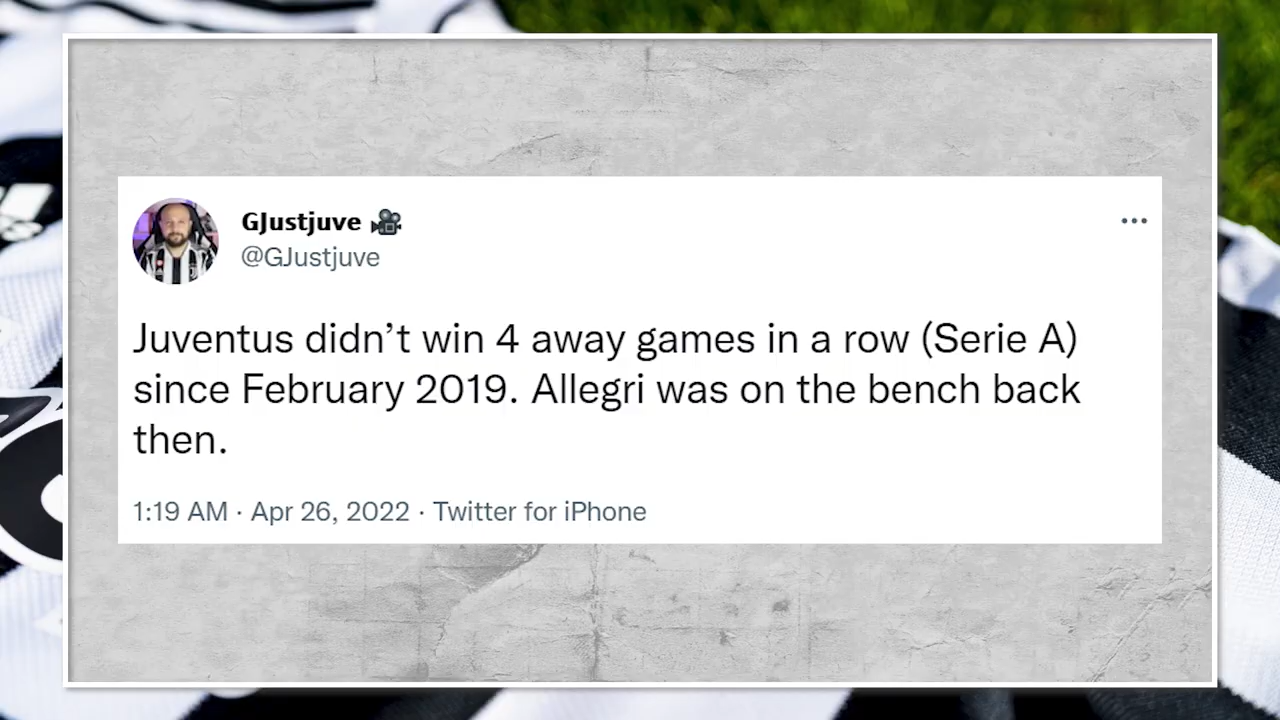 GJustjuve 🎥
@GJustjuve
Juventus didn’t win 4 away games in a row (Serie A)
since February 2019. Allegri was on the bench back
then.
1:19 AM · Apr 26, 2022 · Twitter for iPhone